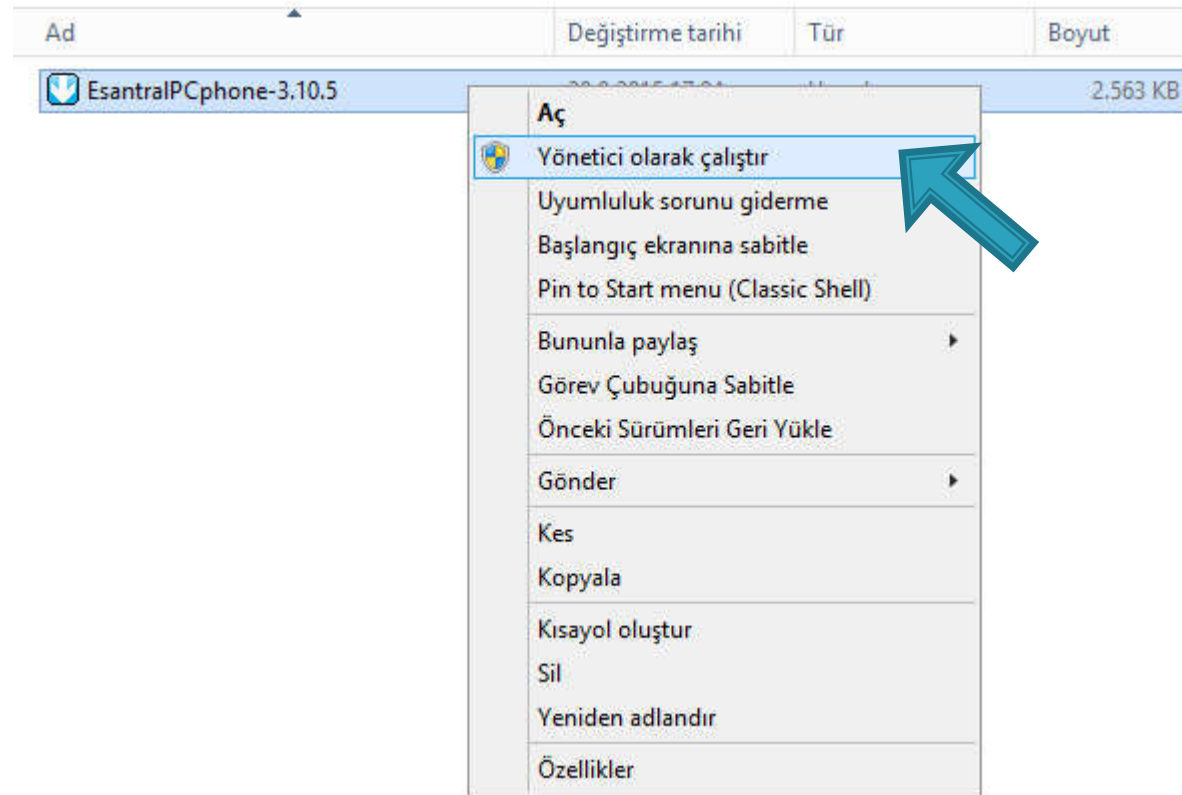 Ad Değiştirme tarihi Tür Boyut
EsantralPCphone-3.10.5 2.563 KB
Aç
Yönetici olarak çalıştır
Uyumluluk sorunu giderme
Başlangıç ekranına sabitle
Pin to Start menu (Classic Shell)
Bununla paylaş
Görev Çubuğuna Sabitle
Önceki Sürümleri Geri Yükle
Gönder
Kes
Kopyala
Kısayol oluştur
Sil
Yeniden adlandır
Özellikler